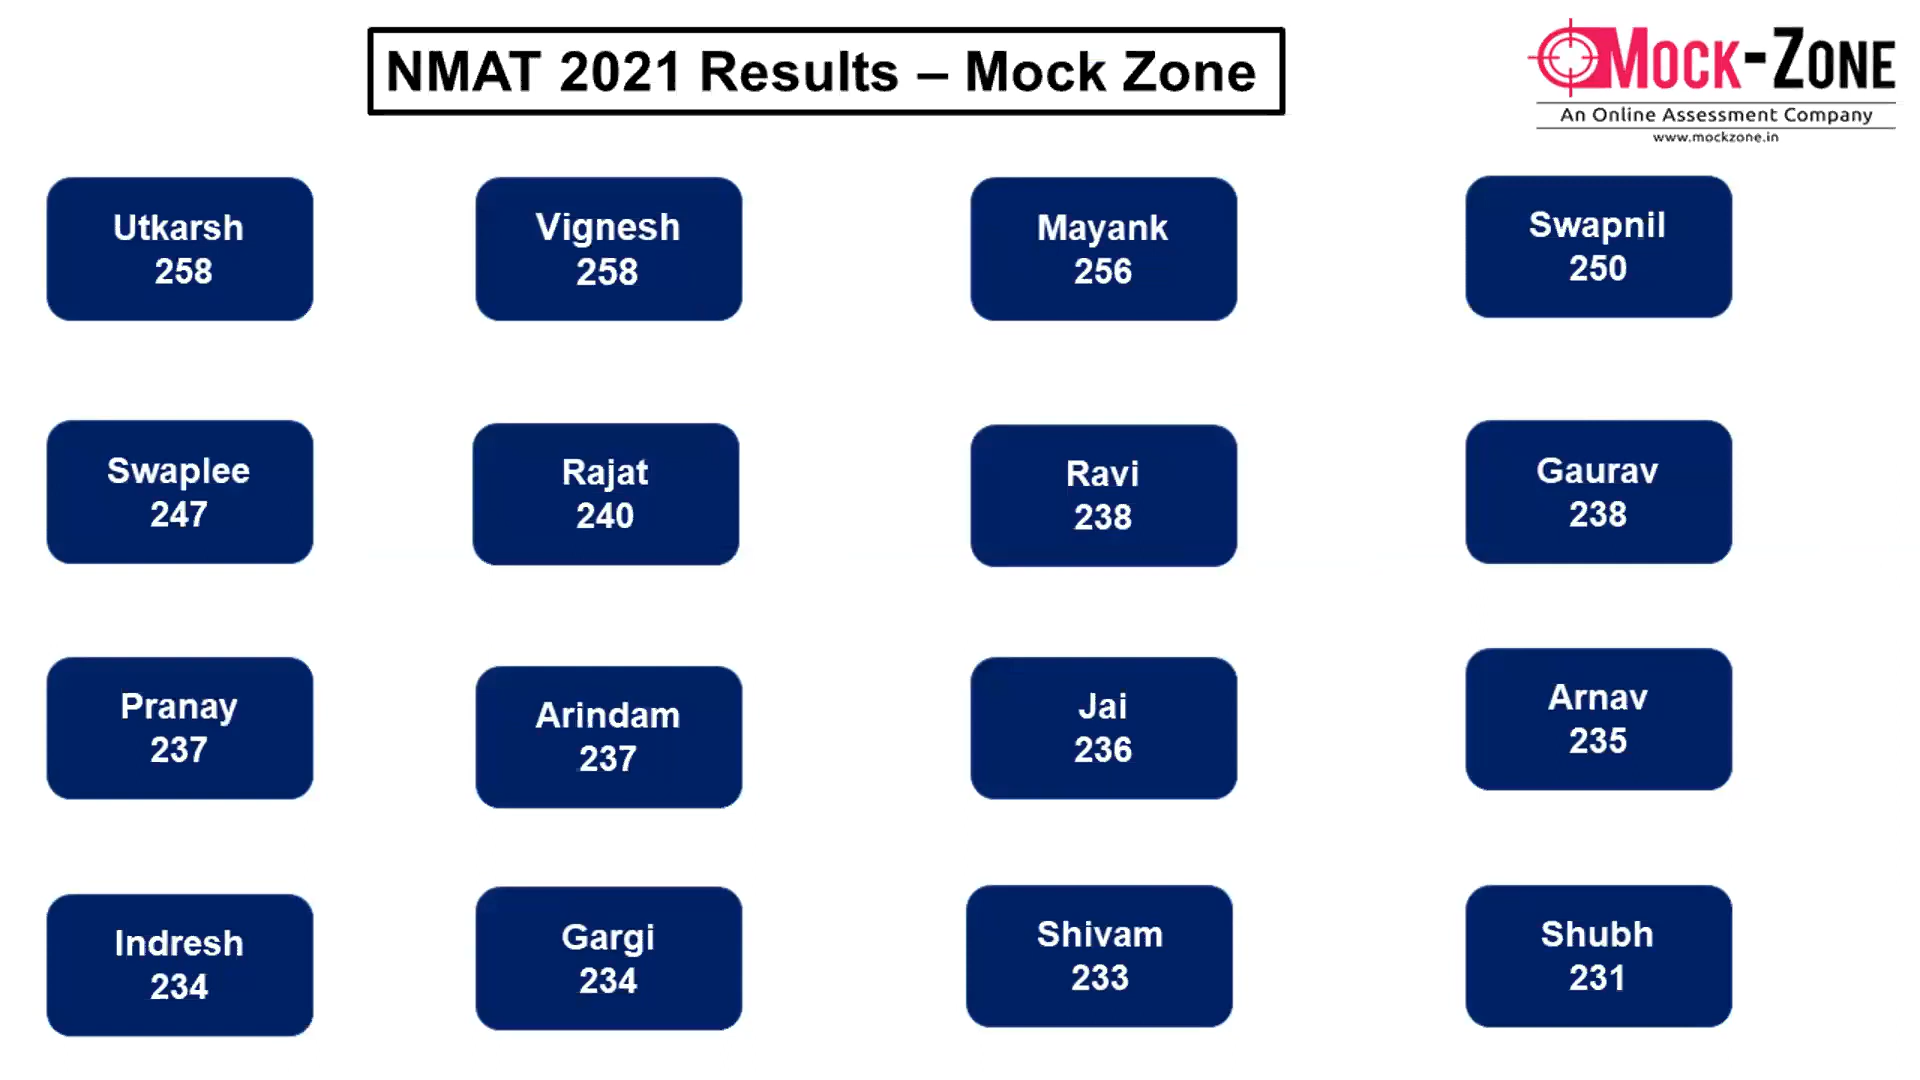 NMAT 2021 Results – Mock Zone
MOCK-ZONE
An Online Assessment Company
www.mockzone.in
Utkarsh
258
Vignesh
258
Mayank
256
Swapnil
250
Swaplee
247
Rajat
240
Ravi
238
Gaurav
238
Pranay
237
Arindam
237
Jai
236
Arnav
235
Indresh
234
Gargi
234
Shivam
233
Shubh
231